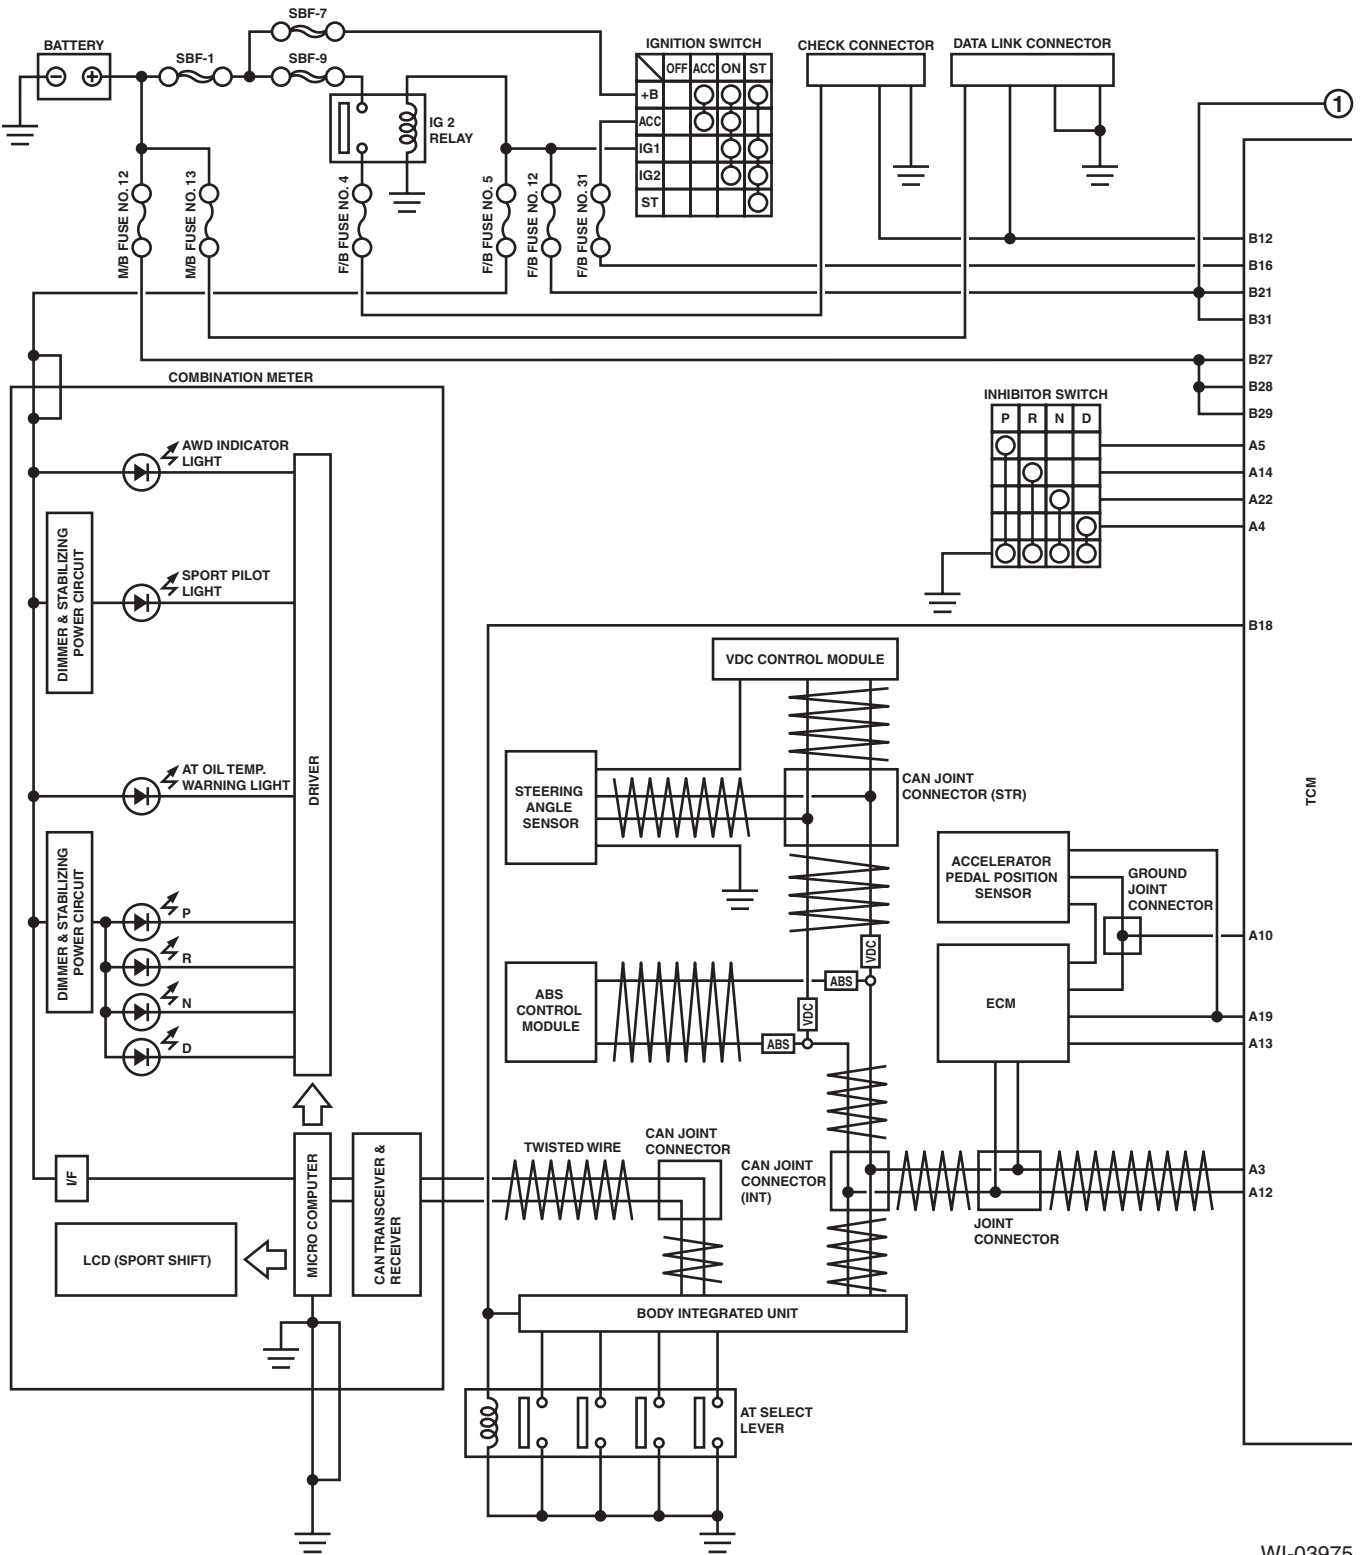 SBF-7
BATTERY
SBF-1
SBF-9
IG 2
RELAY
IGNITION SWITCH
OFF ACC ON ST
+B
ACC
IG1
IG2
ST
CHECK CONNECTOR
DATA LINK CONNECTOR
1
M/B FUSE NO. 12
M/B FUSE NO. 13
F/B FUSE NO. 4
F/B FUSE NO. 5
F/B FUSE NO. 12
F/B FUSE NO. 31
B12
B16
B21
B31
B27
B28
B29
INHIBITOR SWITCH
P R N D
A5
A14
A22
A4
B18
COMBINATION METER
AWD INDICATOR
LIGHT
DIMMER & STABILIZING
POWER CIRCUIT
SPORT PILOT
LIGHT
AT OIL TEMP.
WARNING LIGHT
DRIVER
DIMMER & STABILIZING
POWER CIRCUIT
P
R
N
D
I/F
LCD (SPORT SHIFT)
MICRO COMPUTER
CAN TRANSCEIVER &
RECEIVER
VDC CONTROL MODULE
STEERING
ANGLE
SENSOR
CAN JOINT
CONNECTOR (STR)
ABS
CONTROL
MODULE
VDC
ABS
VDC
ABS
TCM
ACCELERATOR
PEDAL POSITION
SENSOR
GROUND
JOINT
CONNECTOR
ECM
A10
A19
A13
TWISTED WIRE
CAN JOINT
CONNECTOR
CAN JOINT
CONNECTOR
(INT)
JOINT
CONNECTOR
A3
A12
BODY INTEGRATED UNIT
AT SELECT
LEVER
WI-03975